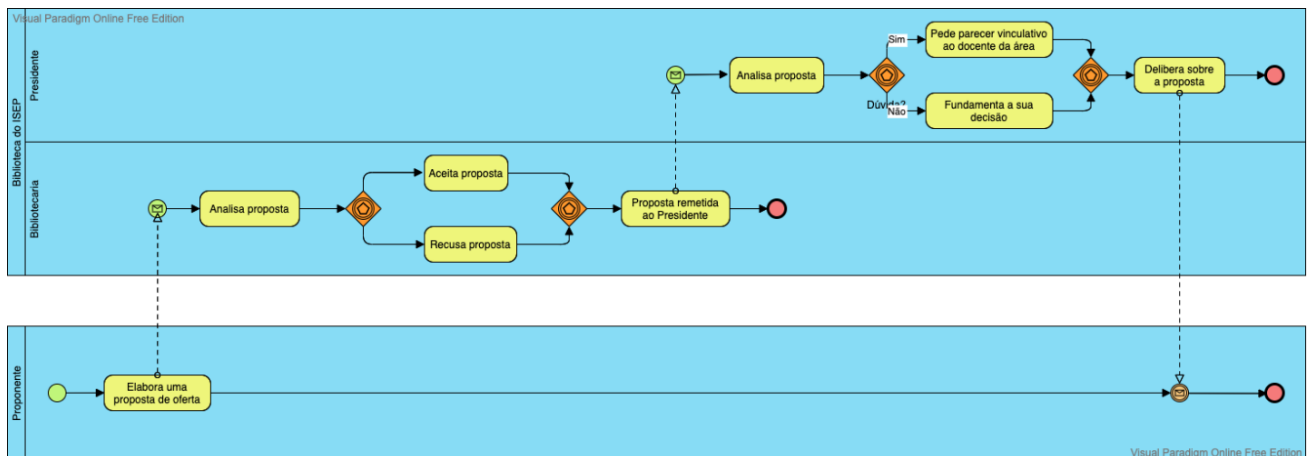 Visual Paradigm Online Free Edition
Biblioteca do ISEP
Presidente
Analisa proposta
Dúvida?
Sim
Não
Pede parecer vinculativo
ao docente da área
Fundamenta a sua
decisão
Delibera sobre
a proposta
Bibliotecaria
Analisa proposta
Aceita proposta
Recusa proposta
Proposta remetida
ao Presidente
Proponente
Elabora uma
proposta de oferta
Visual Paradigm Online Free Edition